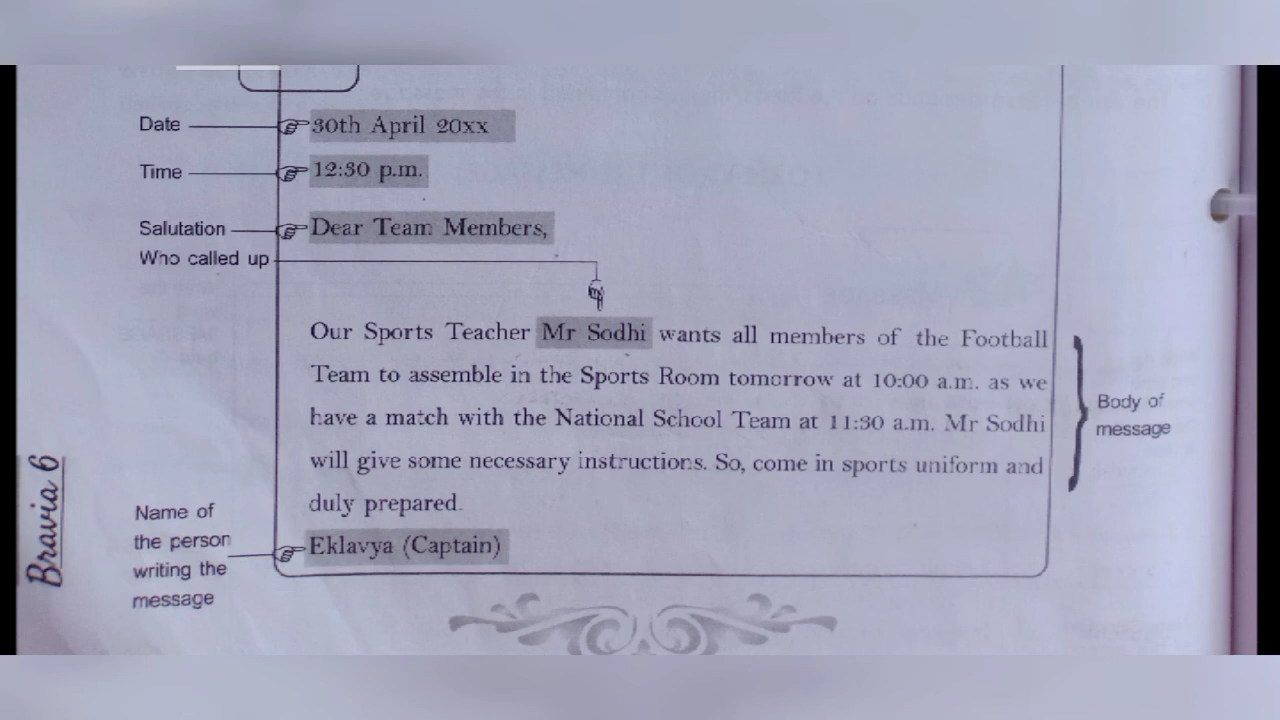 Date
30th April 20xx
Time
12:30 p.m.
Salutation
Dear Team Members,
Who called up
Our Sports Teacher Mr Sodhi wants all members of the Football
Team to assemble in the Sports Room tomorrow at 10:00 a.m. as we
have a match with the National School Team at 11:30 a.m. Mr Sodhi
will give some necessary instructions. So, come in sports uniform and
duly prepared.
Body of
message
Name of
the person
writing the
message
Eklavya (Captain)
Bravia 6